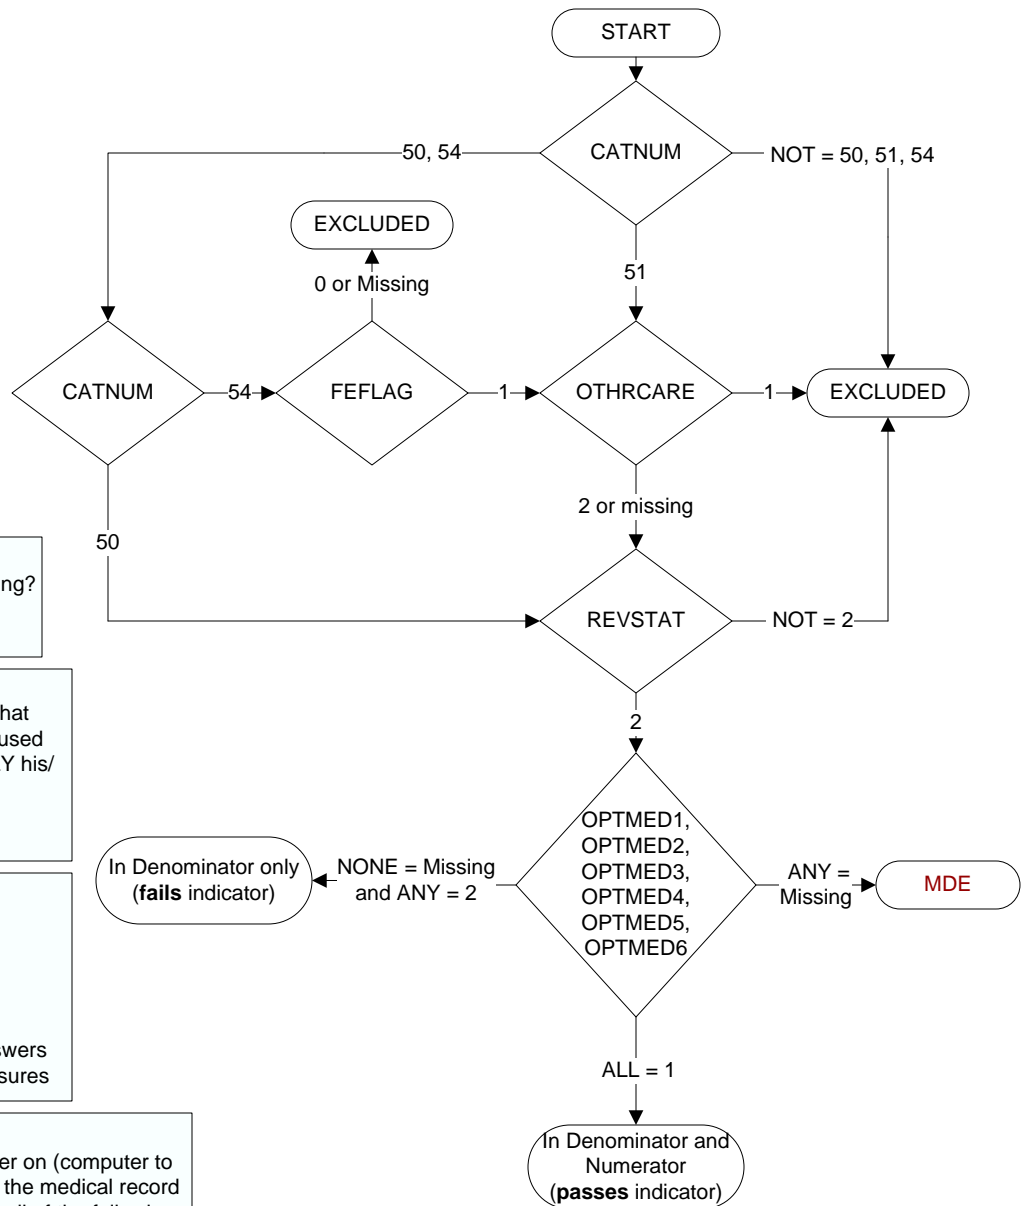 START
CATNUM
50, 54
NOT = 50, 51, 54
EXCLUDED
0 or Missing
51
CATNUM
54
FEFLAG
1
OTHRCARE
1
EXCLUDED
2 or missing
50
REVSTAT
NOT = 2
2
OPTMED1,
OPTMED2,
OPTMED3,
OPTMED4,
OPTMED5,
OPTMED6
In Denominator only
(fails indicator)
NONE = Missing
and ANY = 2
ANY =
Missing
MDE
ALL = 1
In Denominator and
Numerator
(passes indicator)
ng?
hat
used
Y his/
swers
sures
er on (computer to
the medical record